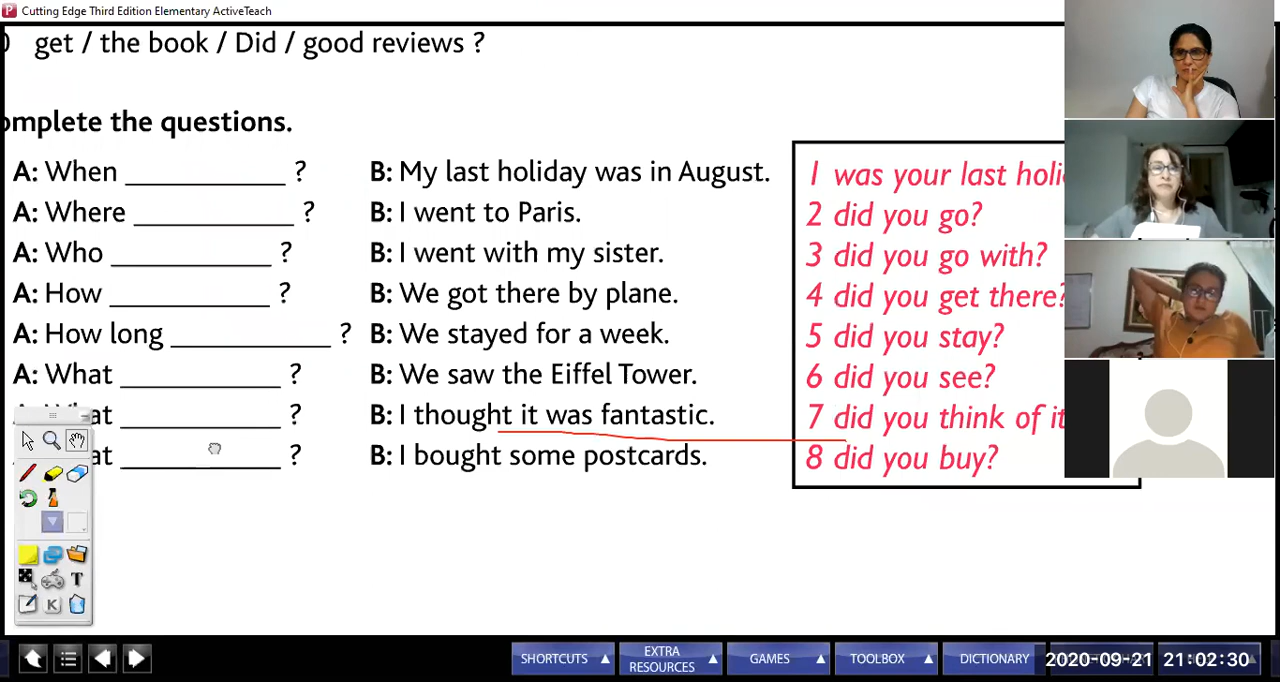 Cutting Edge Third Edition Elementary ActiveTeach
get / the book / Did / good reviews ?
omplete the questions.
A: When ____________ ? B: My last holiday was in August.
A: Where ____________ ? B: I went to Paris.
A: Who ____________ ? B: I went with my sister.
A: How ____________ ? B: We got there by plane.
A: How long ____________ ? B: We stayed for a week.
A: What ____________ ? B: We saw the Eiffel Tower.
at ____________ ? B: I thought it was fantastic.
at ____________ ? B: I bought some postcards.
1 was your last holi
2 did you go?
3 did you go with?
4 did you get there?
5 did you stay?
6 did you see?
7 did you think of it
8 did you buy?
T
K
SHORTCUTS
EXTRA
RESOURCES
GAMES
TOOLBOX
DICTIONARY
2020-09-21 21:02:30